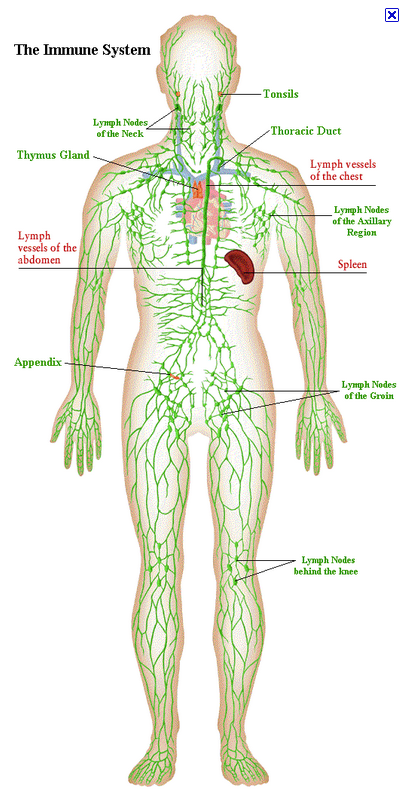 The Immune System
Tonsils
Lymph Nodes
of the Neck
Thoracic Duct
Thymus Gland
Lymph vessels
of the chest
Lymph Nodes
of the Axillary
Region
Lymph
vessels of the
abdomen
Spleen
Appendix
Lymph Nodes
of the Groin
Lymph Nodes
behind the knee